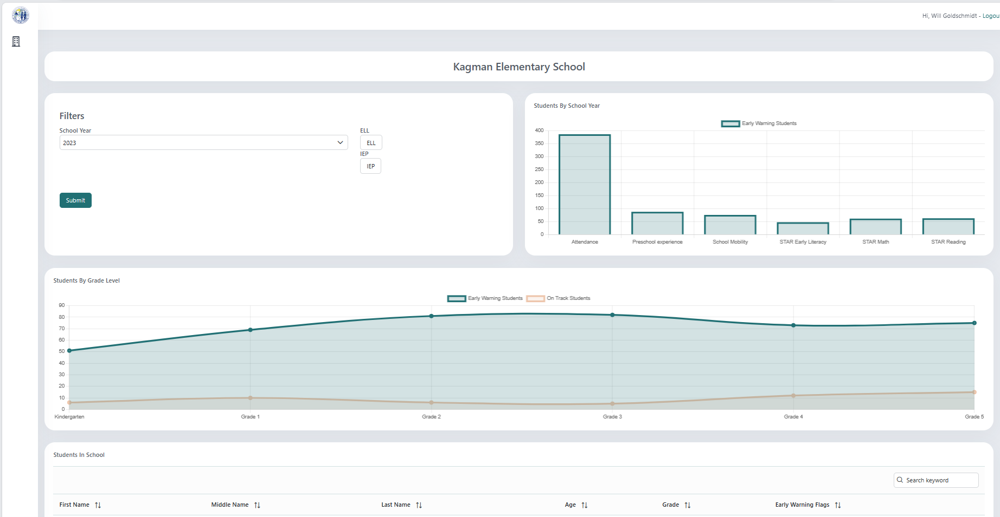 Hi, Will Goldschmidt - Logou
Kagman Elementary School
Filters
School Year
2023
ELL
ELL
IEP
IEP
Submit
Students By School Year
Early Warning Students
400
350
300
250
200
150
100
50
0
Attendance Preschool experience School Mobility STAR Early Literacy STAR Math STAR Reading
Students By Grade Level
Early Warning Students On Track Students
90
80
70
60
50
40
30
20
10
0
Kindergarten Grade 1 Grade 2 Grade 3 Grade 4 Grade 5
Students In School
Search keyword
First Name Middle Name Last Name Age Grade Early Warning Flags